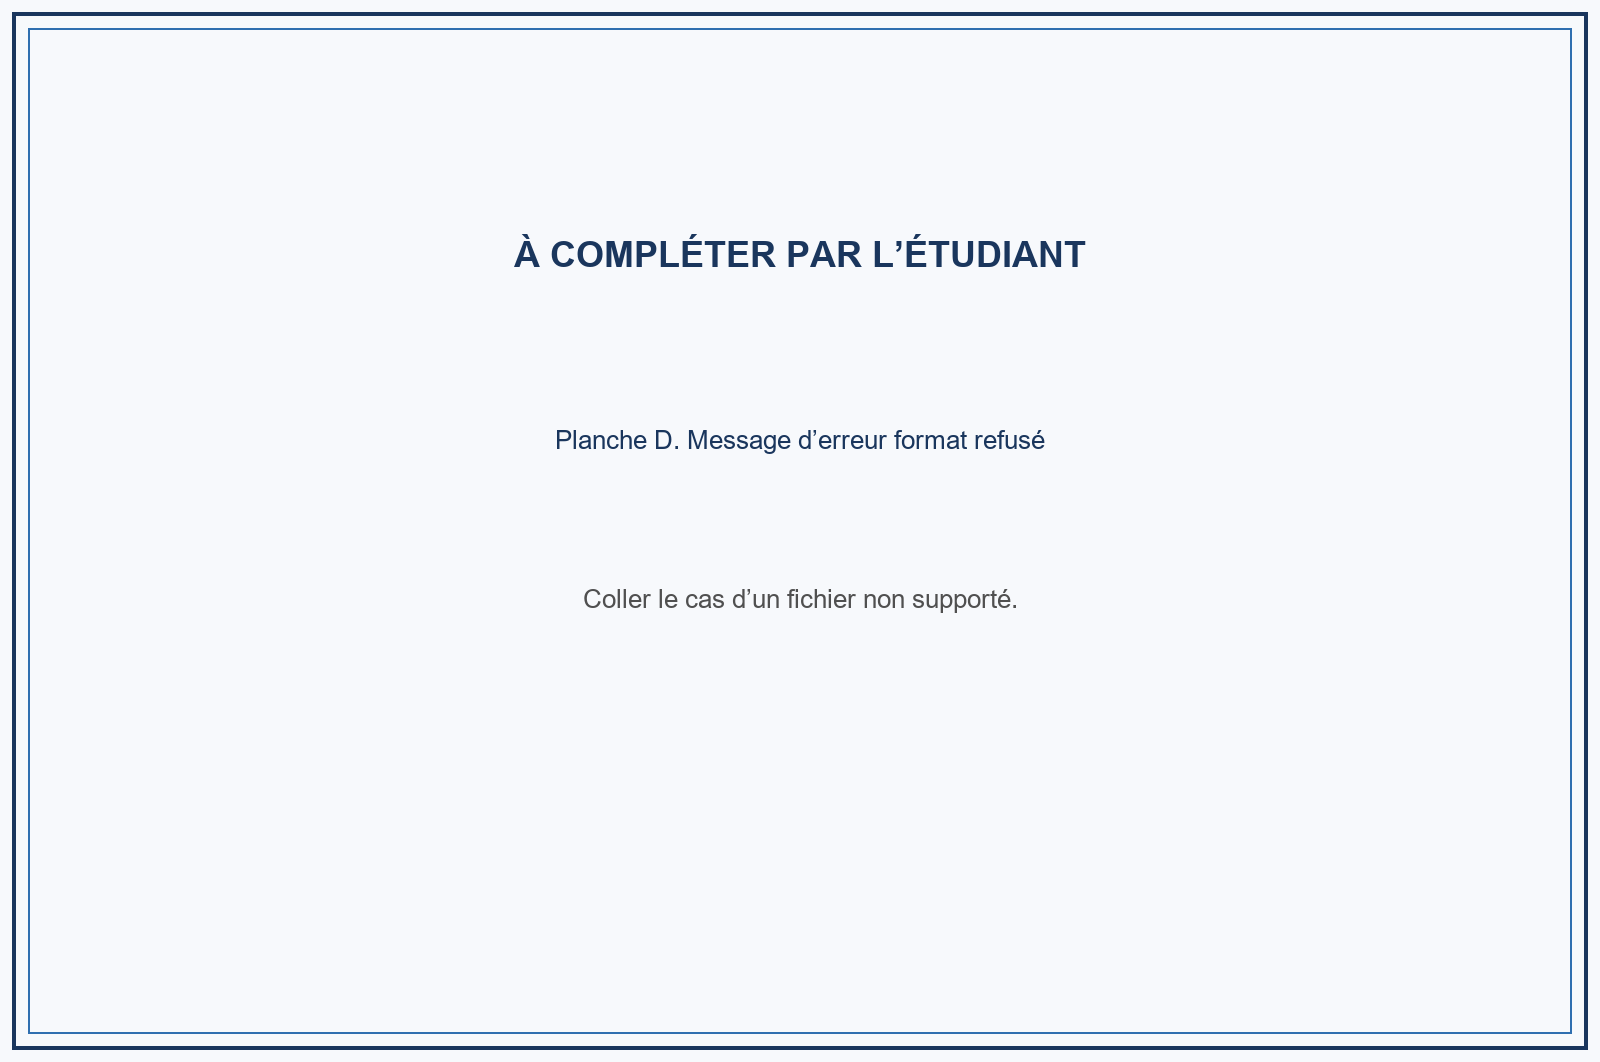 À COMPLÉTER PAR L’ÉTUDIANT
Planche D. Message d’erreur format refusé
Coller le cas d’un fichier non supporté.